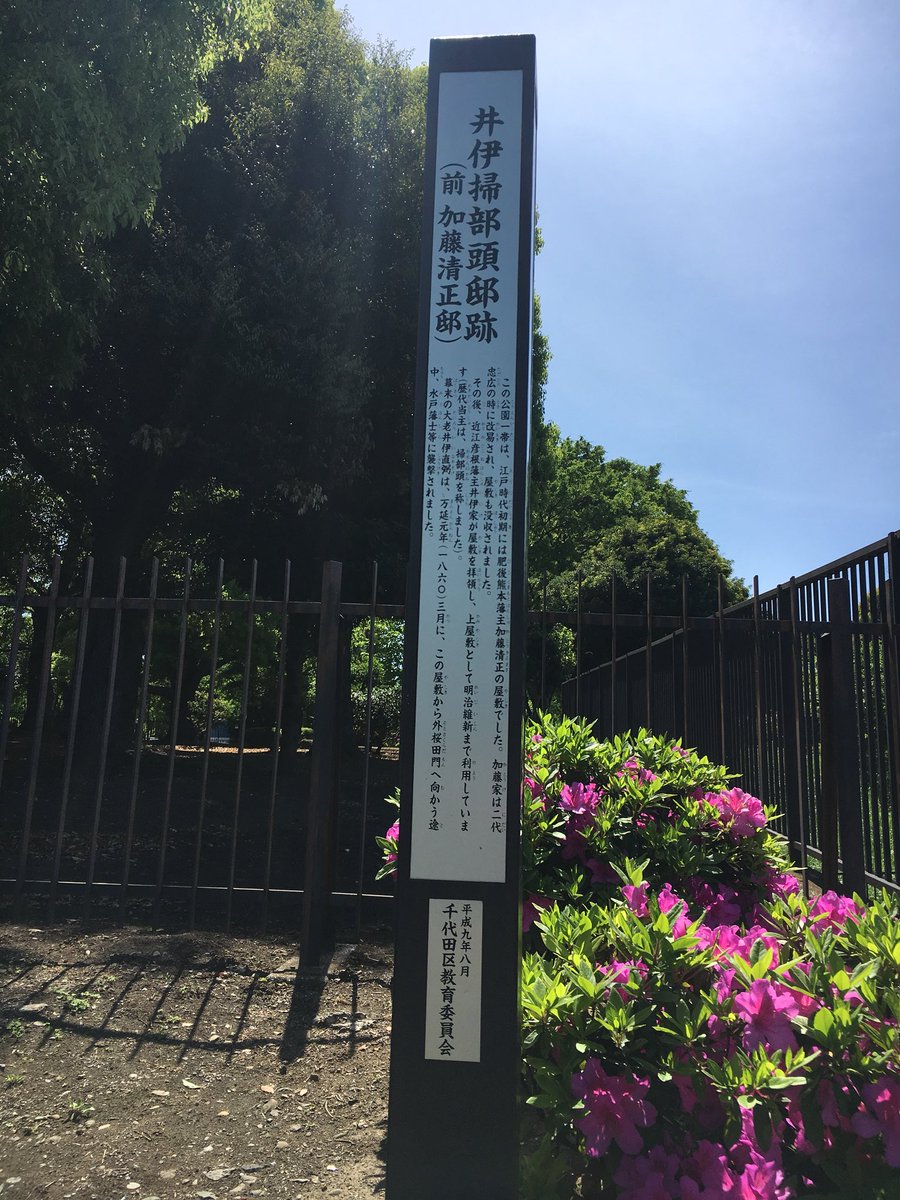 井伊掃部頭邸跡
(前 加藤清正邸)
この公園一帯は、江戸時代初期には肥後熊本藩主加藤清正の屋敷でした。加藤家は二代
忠広の時に改易され、屋敷も没収されました。
その後、近江彦根藩主井伊家が屋敷を拝領し、上屋敷として明治維新まで利用していま
す(歴代当主は、掃部頭を称しました)。
幕末の大老井伊直弼は、万延元年(一八六〇)三月に、この屋敷から外桜田門へ向かう途
中、水戸藩士等に襲撃されました。
平成九年八月
千代田区教育委員会